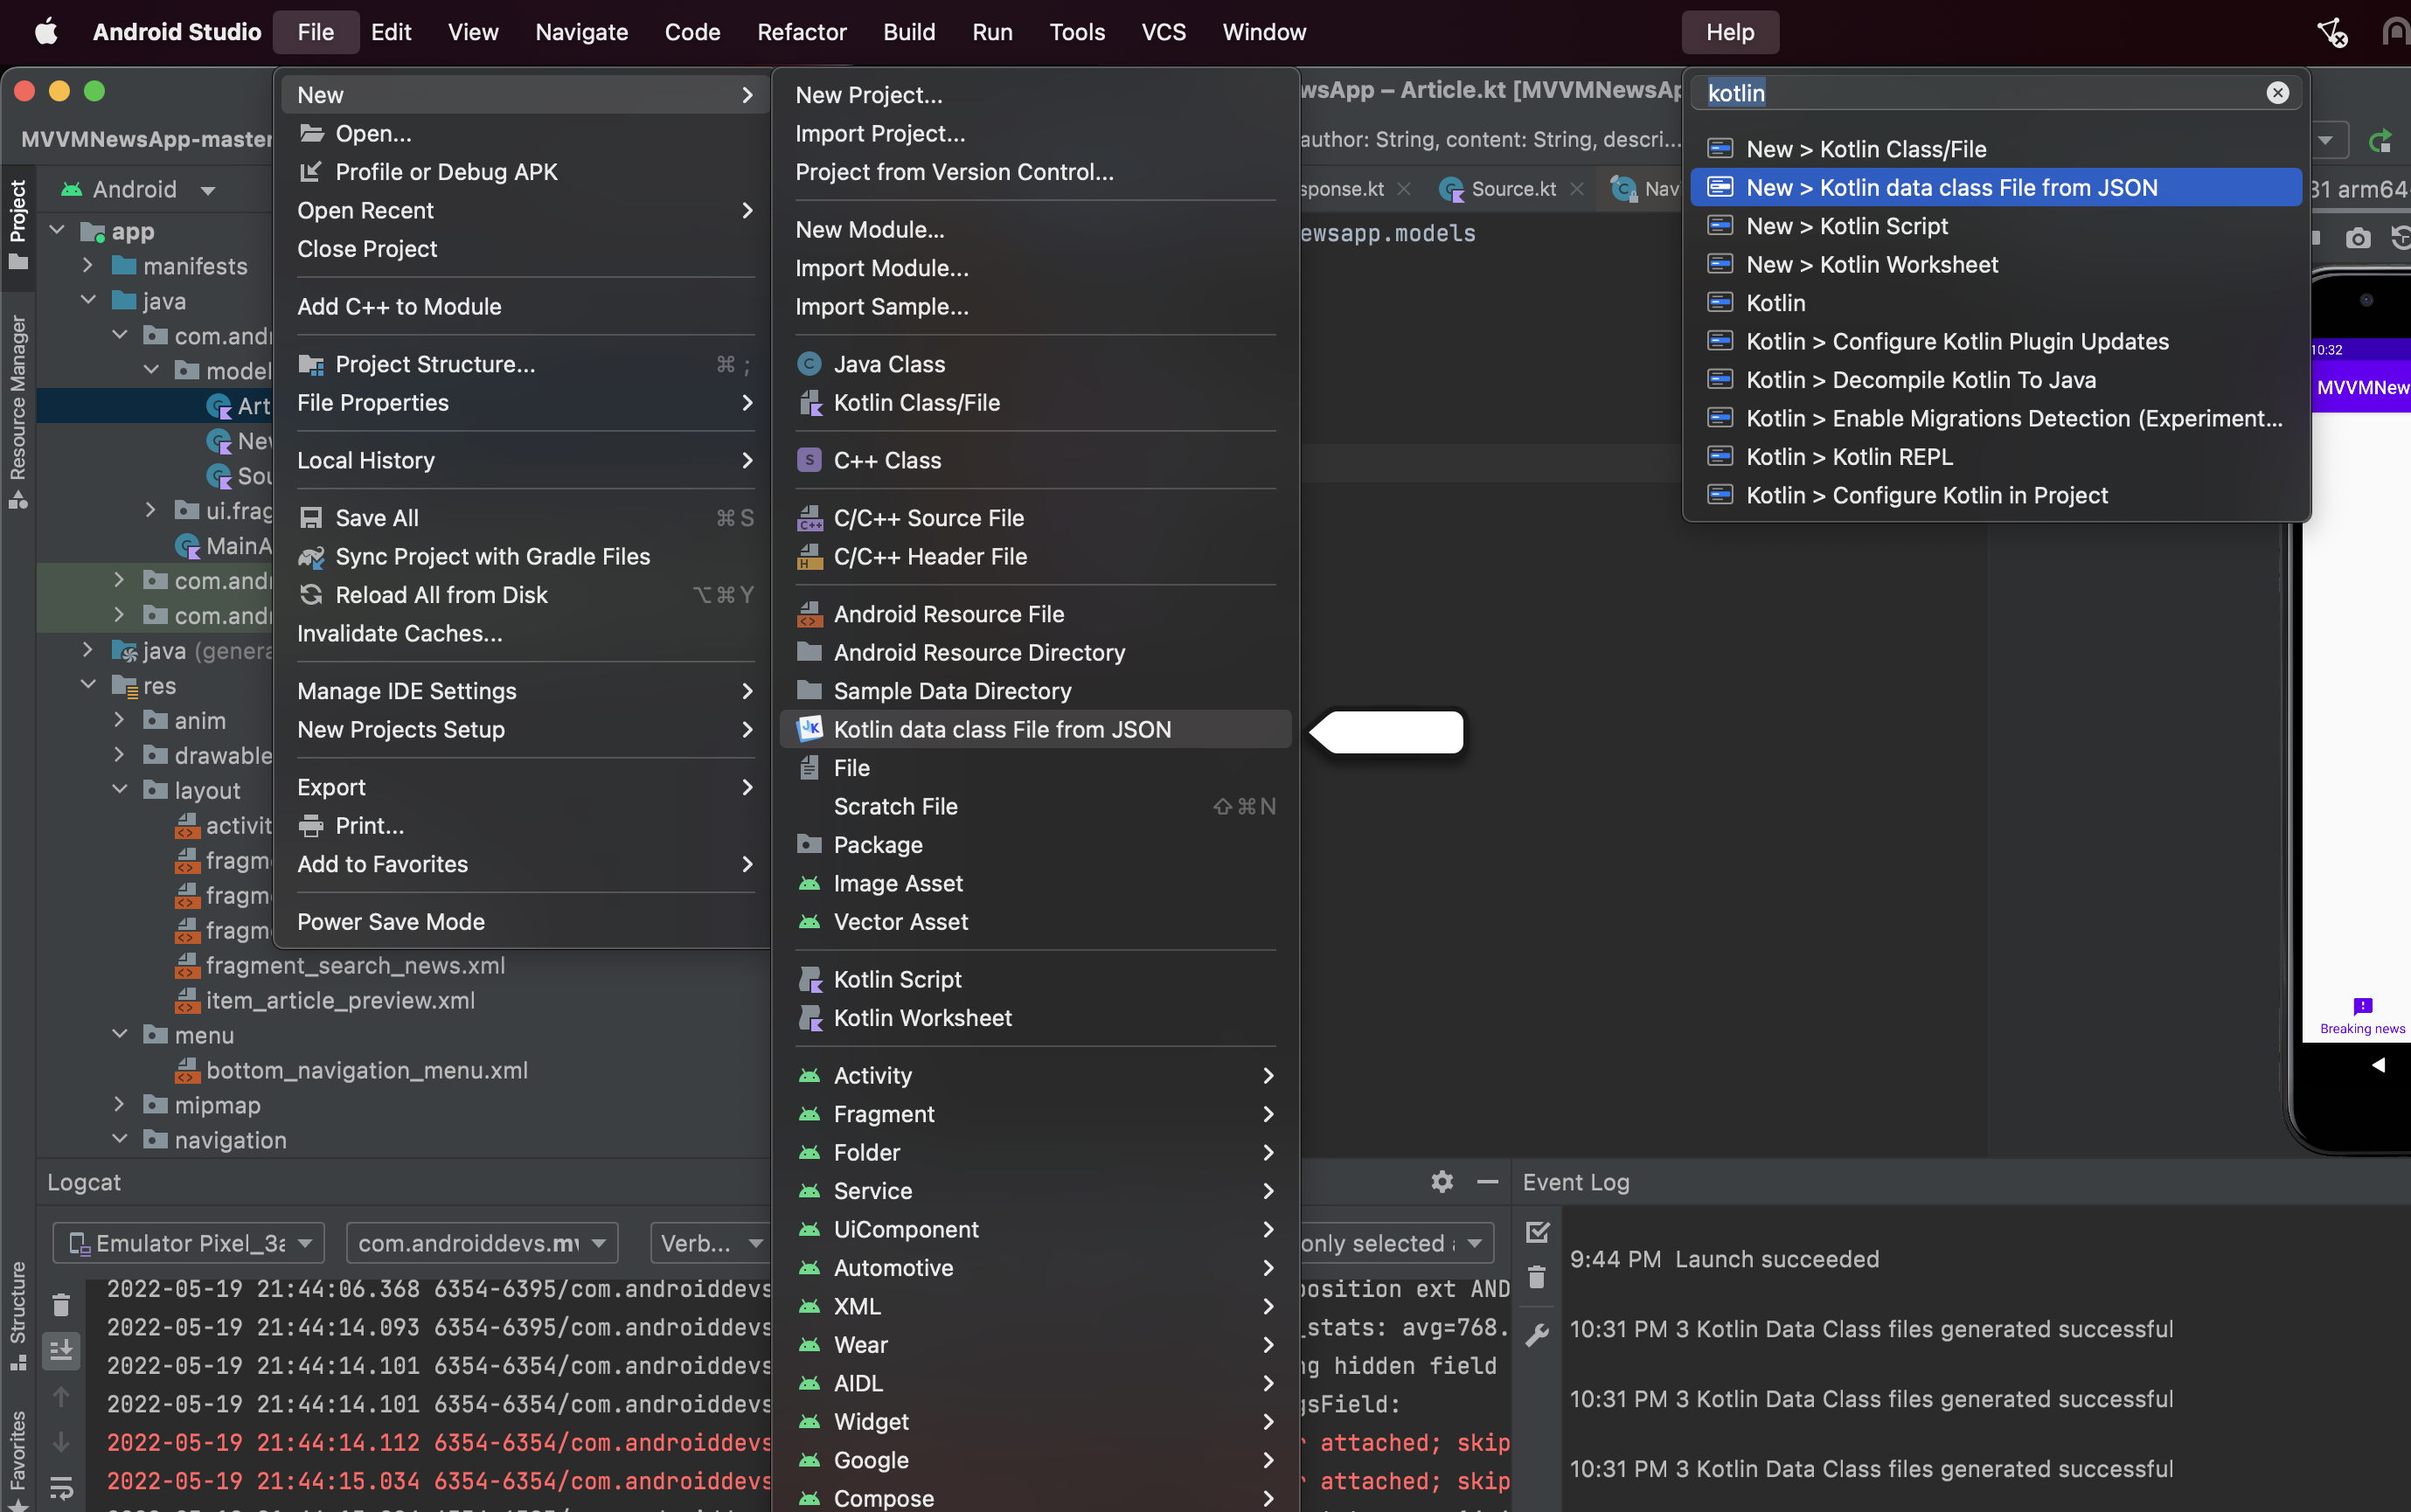 Android Studio File Edit View Navigate Code Refactor Build Run Tools VCS Window Help
MVVMNewsApp-master
Android
app
manifests
java
com.andr
model
Art
New
Sou
ui.frag
MainA
com.andr
com.andr
java (genera
res
anim
drawable
layout
activit
fragme
fragme
fragme
fragment_search_news.xml
item_article_preview.xml
menu
bottom_navigation_menu.xml
mipmap
navigation
Project
Resource Manager
Structure
Favorites
New
Open...
Profile or Debug APK
Open Recent
Close Project
Add C++ to Module
Project Structure... ⌘ ;
File Properties
Local History
Save All ⌘ S
Sync Project with Gradle Files
Reload All from Disk ⌥ ⌘ Y
Invalidate Caches...
Manage IDE Settings
New Projects Setup
Export
Print...
Add to Favorites
Power Save Mode
New Project...
Import Project...
Project from Version Control...
New Module...
Import Module...
Import Sample...
Java Class
Kotlin Class/File
C++ Class
C/C++ Source File
C/C++ Header File
Android Resource File
Android Resource Directory
Sample Data Directory
Kotlin data class File from JSON
File
Scratch File ⇧ ⌘ N
Package
Image Asset
Vector Asset
Kotlin Script
Kotlin Worksheet
Activity
Fragment
Folder
Service
UiComponent
Automotive
XML
Wear
AIDL
Widget
Google
Compose
wsApp – Article.kt [MVVMNewsAp
author: String, content: String, descri...
sponse.kt Source.kt Nav
ewsapp.models
kotlin
New > Kotlin Class/File
New > Kotlin data class File from JSON
New > Kotlin Script
New > Kotlin Worksheet
Kotlin
Kotlin > Configure Kotlin Plugin Updates
Kotlin > Decompile Kotlin To Java
Kotlin > Enable Migrations Detection (Experiment...
Kotlin > Kotlin REPL
Kotlin > Configure Kotlin in Project
31 arm64-
10:32
MVVMNew
Breaking news
Logcat
Emulator Pixel_3a com.androiddevs.mv Verb... only selected a
2022-05-19 21:44:06.368 6354-6395/com.androiddevs osition ext AND
2022-05-19 21:44:14.093 6354-6395/com.androiddevs _stats: avg=768.
2022-05-19 21:44:14.101 6354-6354/com.androiddevs ng hidden field
2022-05-19 21:44:14.101 6354-6354/com.androiddevs gsField:
2022-05-19 21:44:14.112 6354-6354/com.androiddevs r attached; skip
2022-05-19 21:44:15.034 6354-6354/com.androiddevs r attached; skip
Event Log
9:44 PM Launch succeeded
10:31 PM 3 Kotlin Data Class files generated successful
10:31 PM 3 Kotlin Data Class files generated successful
10:31 PM 3 Kotlin Data Class files generated successful